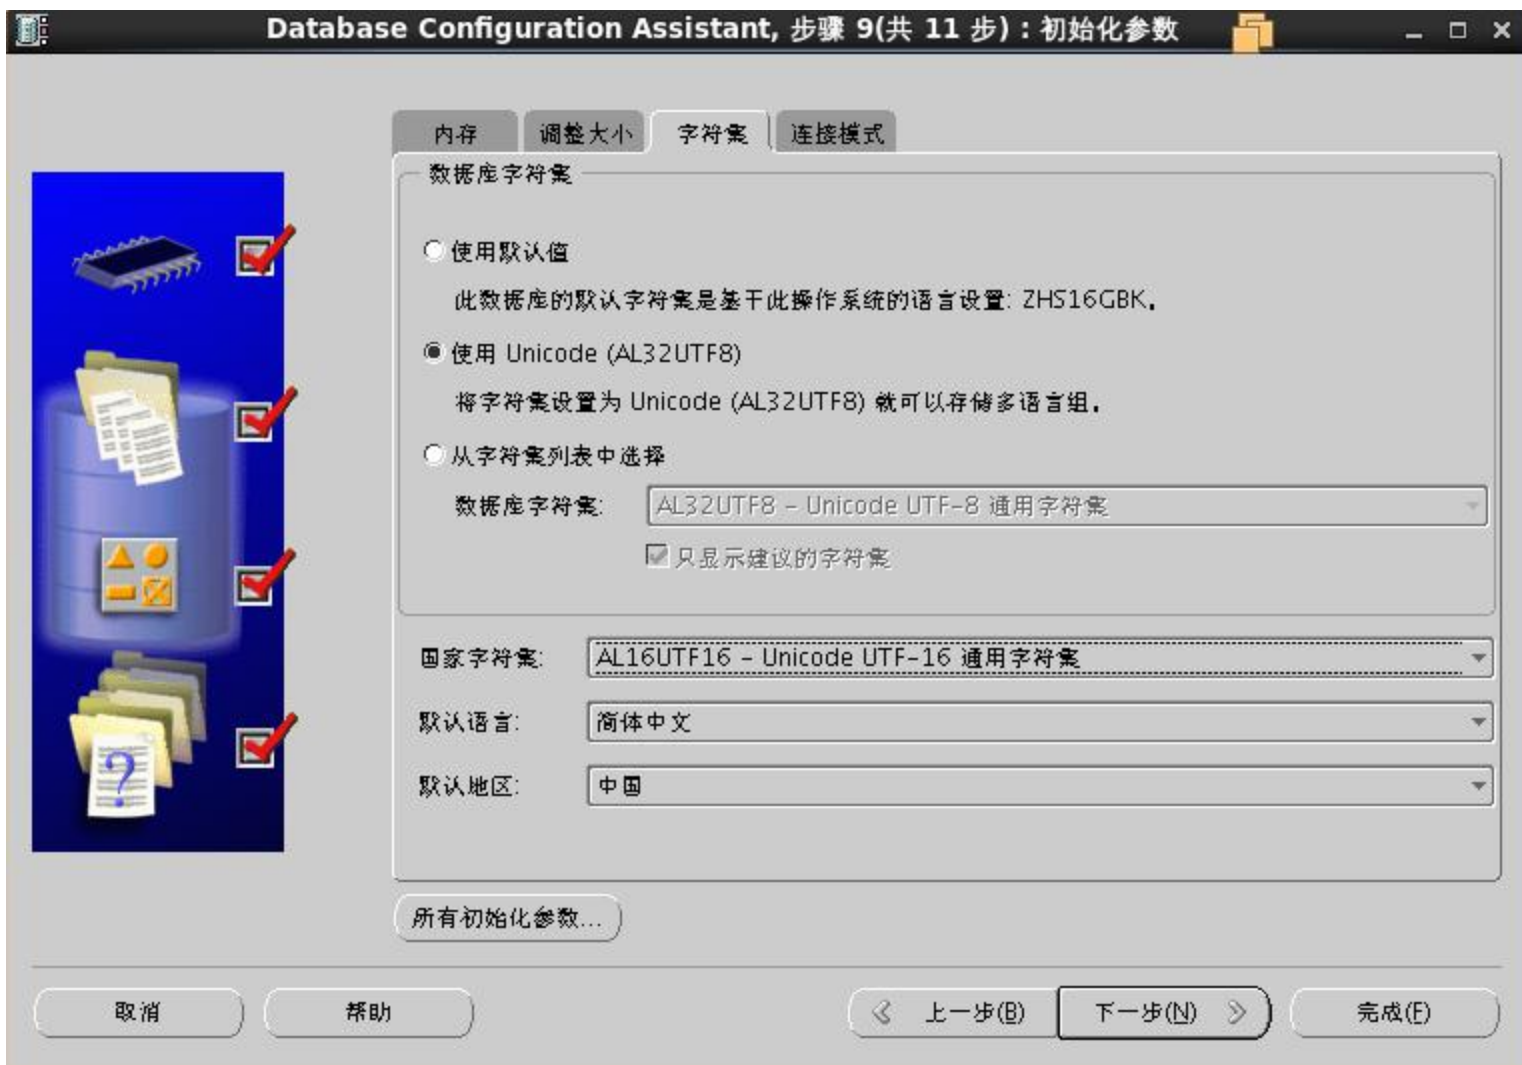 Database Configuration Assistant, 步骤 9(共 11 步) : 初始化参数
内存 调整大小 字符集 连接模式
数据库字符集
使用默认值
此数据库的默认字符集是基于此操作系统的语言设置: ZHS16GBK。
使用 Unicode (AL32UTF8)
将字符集设置为 Unicode (AL32UTF8) 就可以存储多语言组。
从字符集列表中选择
数据库字符集: AL32UTF8 – Unicode UTF–8 通用字符集
只显示建议的字符集
国家字符集: AL16UTF16 – Unicode UTF–16 通用字符集
默认语言: 简体中文
默认地区: 中国
所有初始化参数...
取消 帮助 上一步(B) 下一步(N) 完成(F)